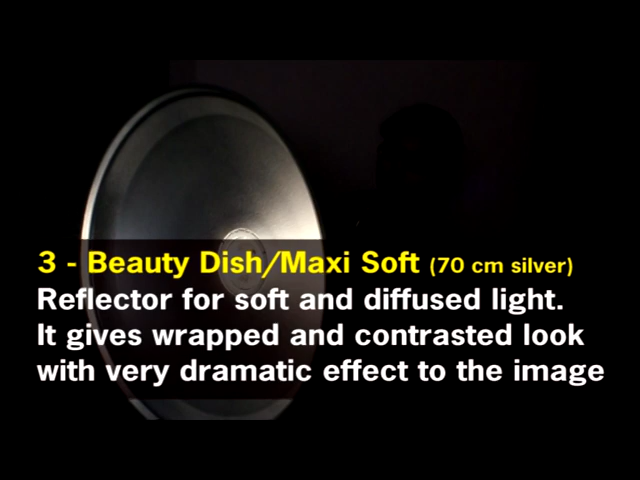 3 - Beauty Dish/Maxi Soft (70 cm silver)
Reflector for soft and diffused light.
It gives wrapped and contrasted look
with very dramatic effect to the image